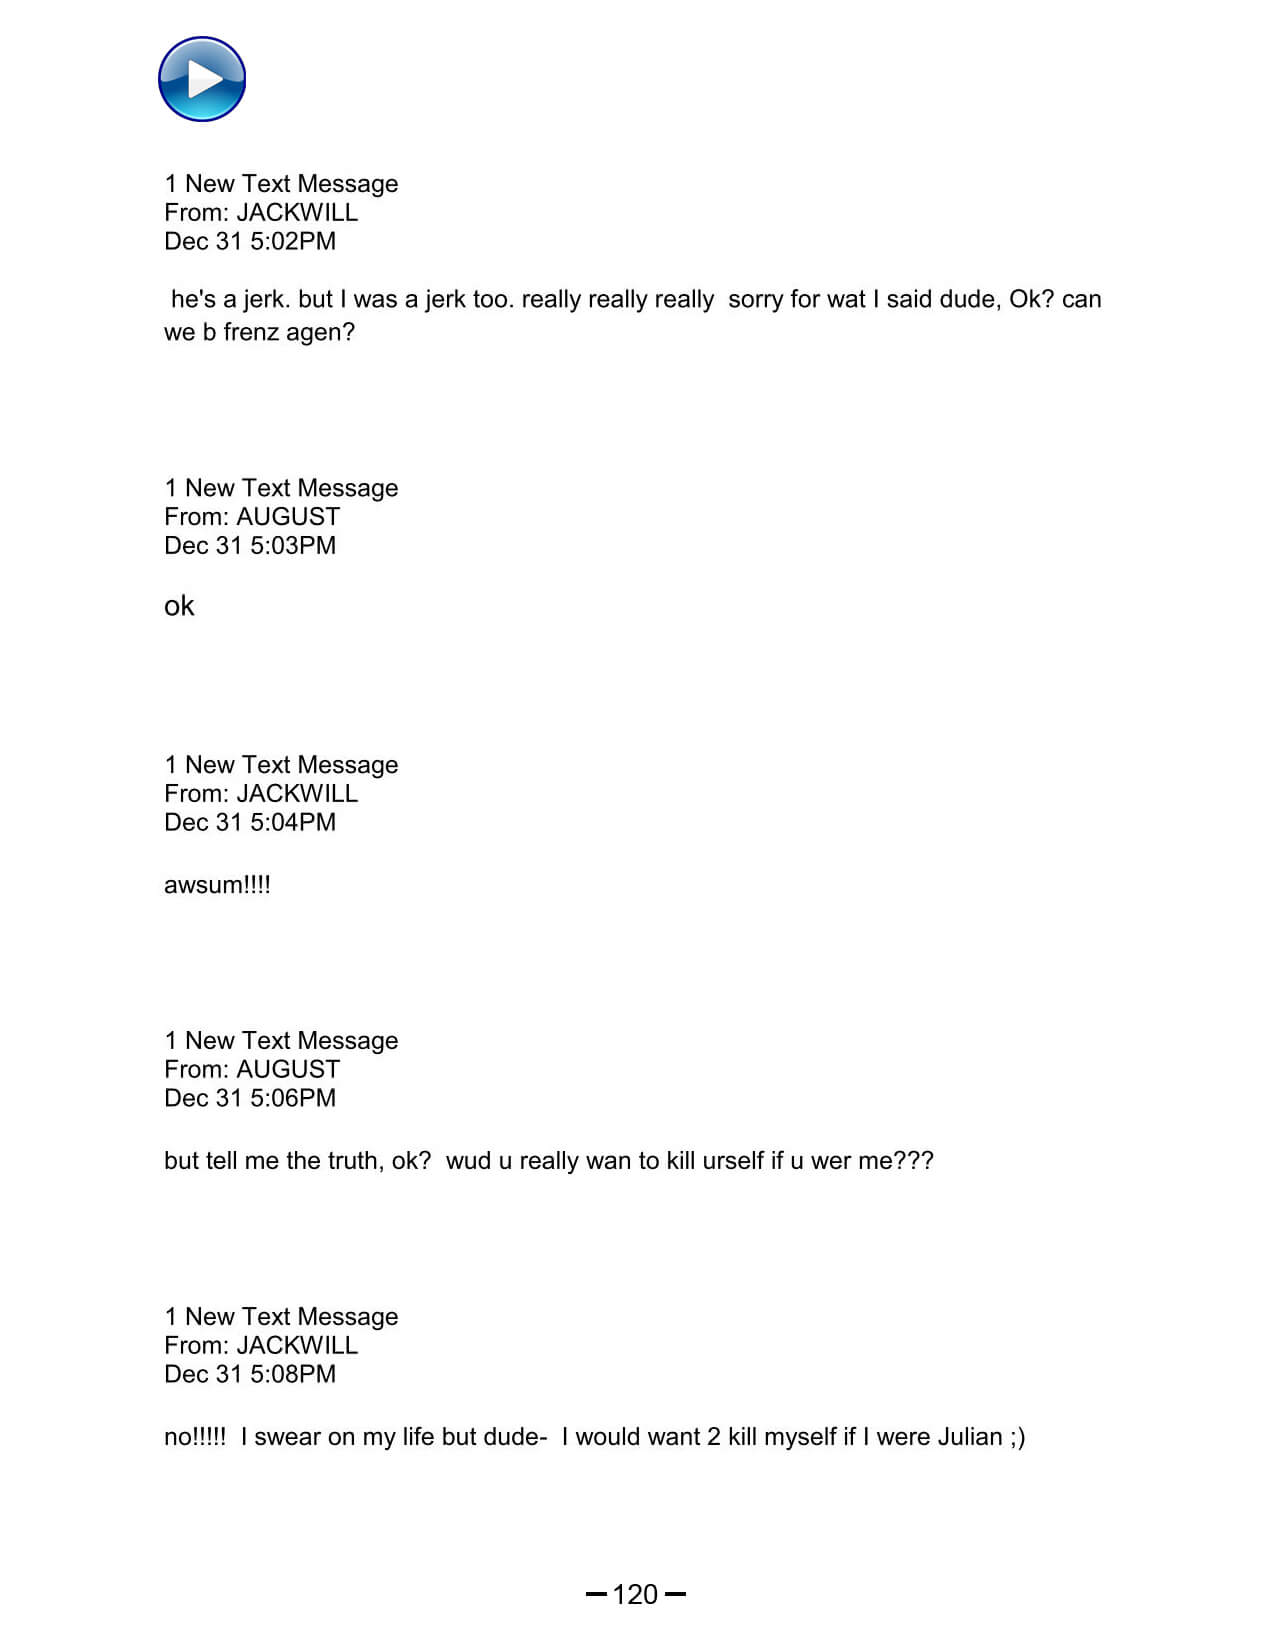 1 New Text Message
From: JACKWILL
Dec 31 5:02PM
he's a jerk. but I was a jerk too. really really really  sorry for wat I said dude, Ok? can
we b frenz agen?
1 New Text Message
From: AUGUST
Dec 31 5:03PM
ok
1 New Text Message
From: JACKWILL
Dec 31 5:04PM
awsum!!!!
1 New Text Message
From: AUGUST
Dec 31 5:06PM
but tell me the truth, ok?  wud u really wan to kill urself if u wer me???
1 New Text Message
From: JACKWILL
Dec 31 5:08PM
no!!!!!  I swear on my life but dude-  I would want 2 kill myself if I were Julian ;)
— 120 —